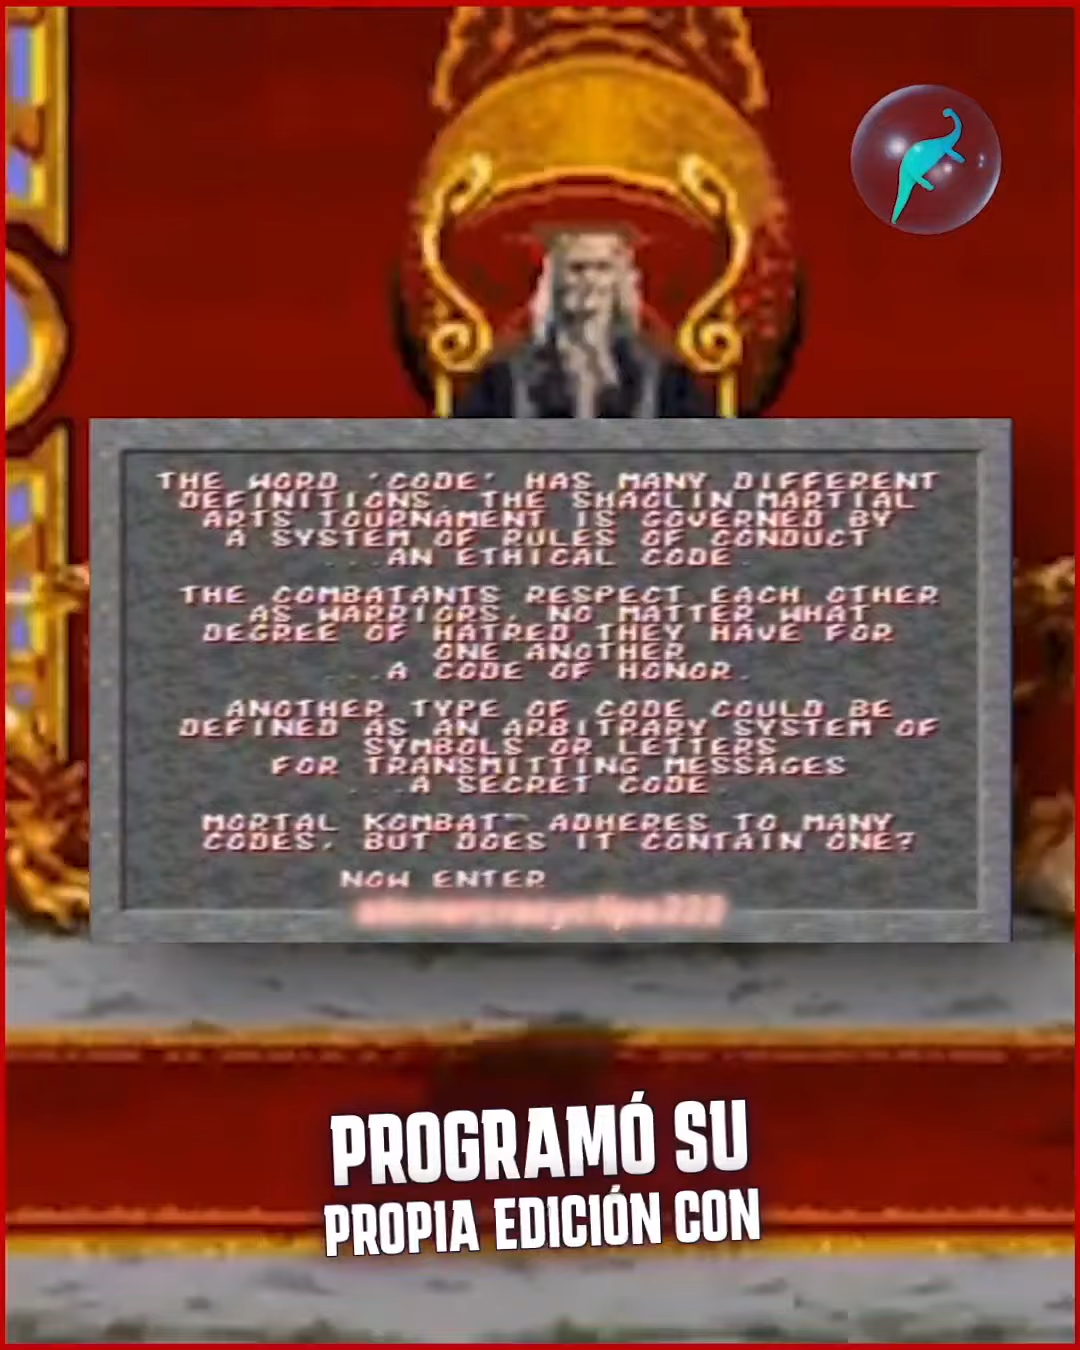 THE WORD 'CODE' HAS MANY DIFFERENT
DEFINITIONS. THE SHAOLIN MARTIAL
ARTS TOURNAMENT IS GOVERNED BY
A SYSTEM OF RULES OF CONDUCT
...AN ETHICAL CODE.
THE COMBATANTS RESPECT EACH OTHER
AS WARRIORS, NO MATTER WHAT
DEGREE OF HATRED THEY HAVE FOR
ONE ANOTHER
...A CODE OF HONOR.
ANOTHER TYPE OF CODE COULD BE
DEFINED AS AN ARBITRARY SYSTEM OF
SYMBOLS OR LETTERS
FOR TRANSMITTING MESSAGES
...A SECRET CODE.
MORTAL KOMBAT™ ADHERES TO MANY
CODES, BUT DOES IT CONTAIN ONE?
NOW ENTER
PROGRAMÓ SU
PROPIA EDICIÓN CON